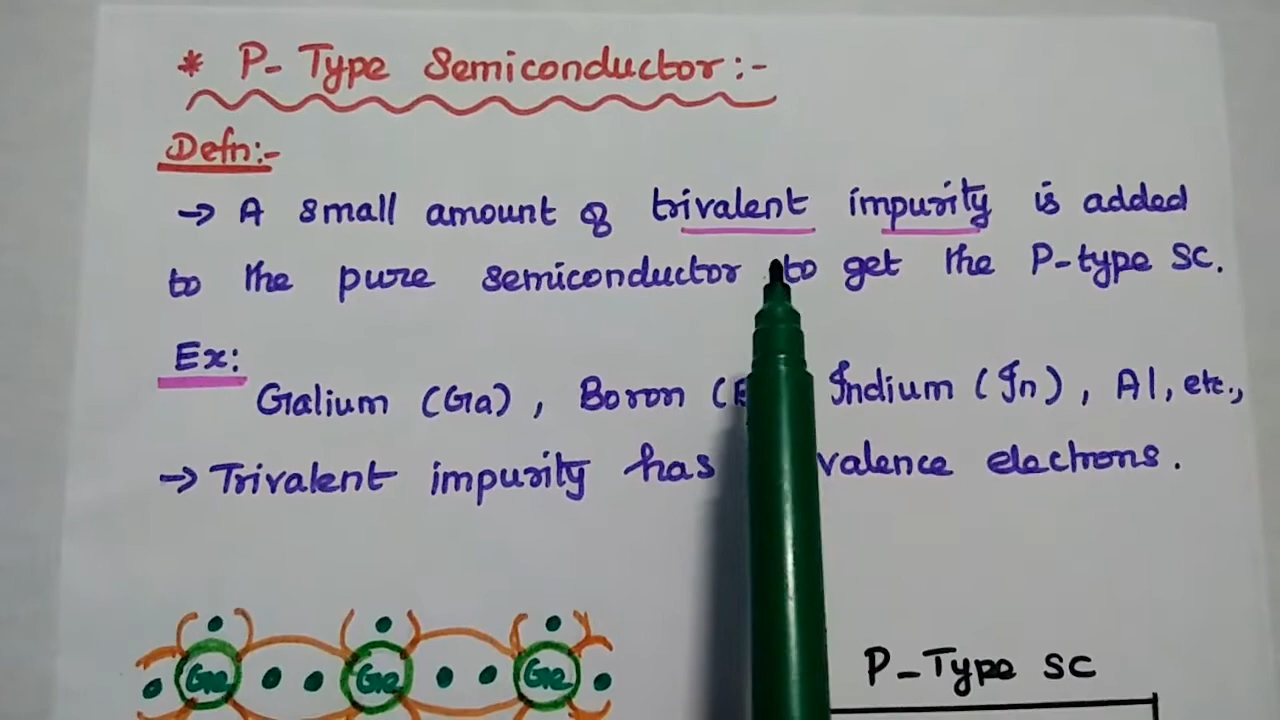 * P- Type Semiconductor:-
Defn:-
→ A small amount of trivalent impurity is added
to the pure semiconductor to get the P-type SC.
Ex:
Galium (Ga), Boron ( Indium (In), Al, etc.,
→ Trivalent impurity has valence electrons.
Ge Ge Ge
P-Type SC